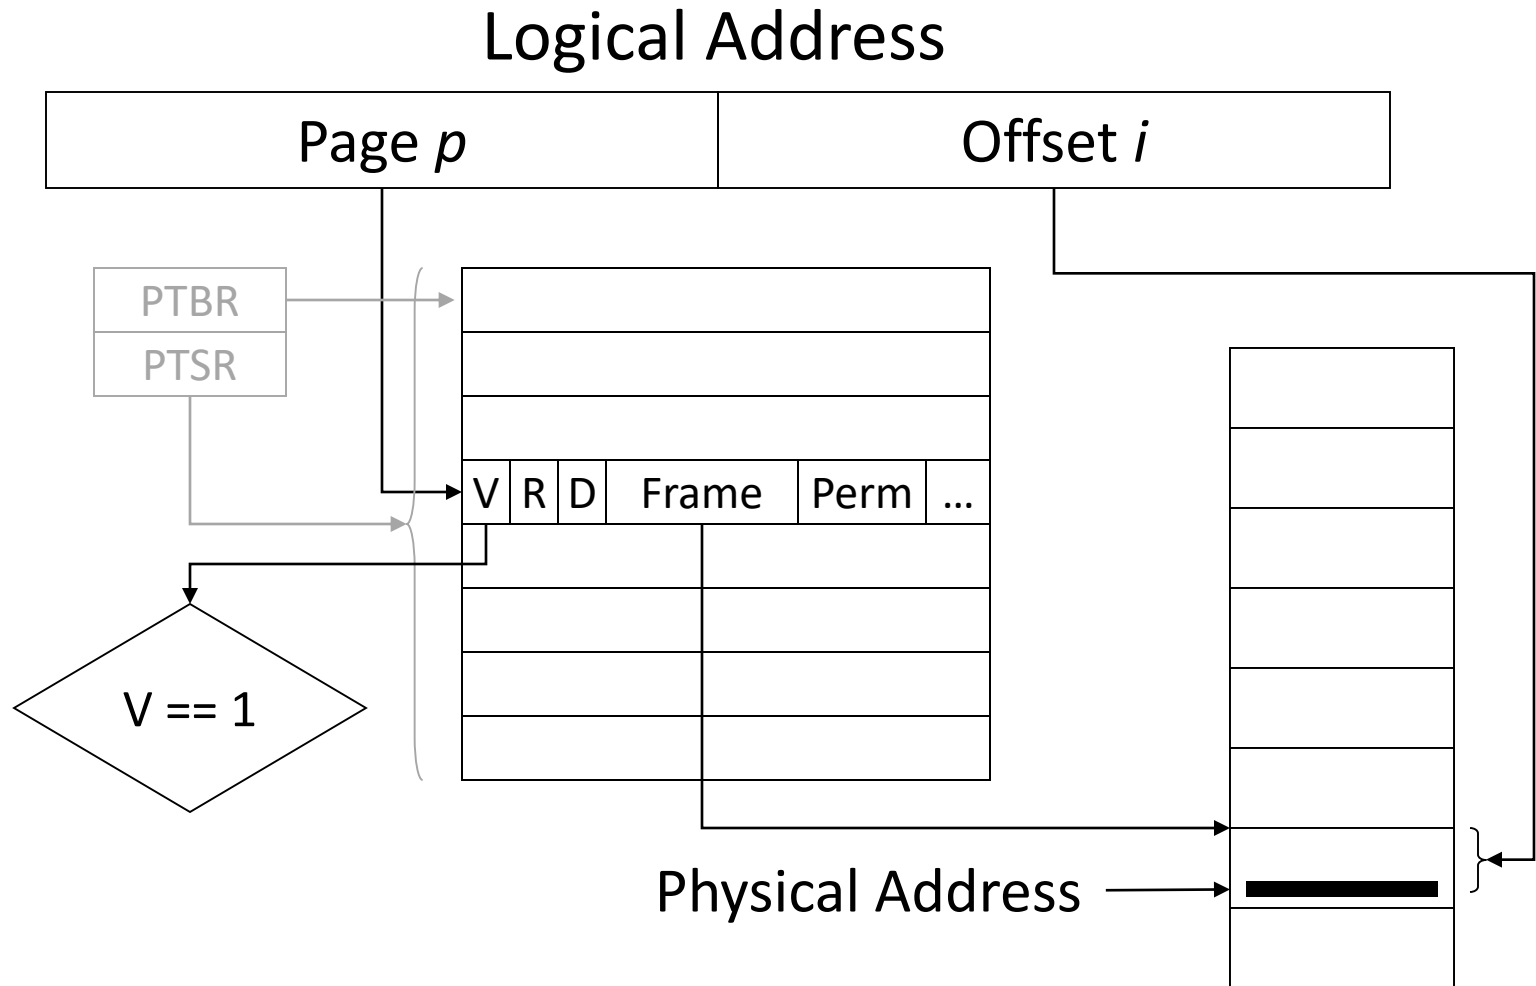 Logical Address
Page p
Offset i
PTBR
PTSR
V R D Frame Perm ...
V == 1
Physical Address